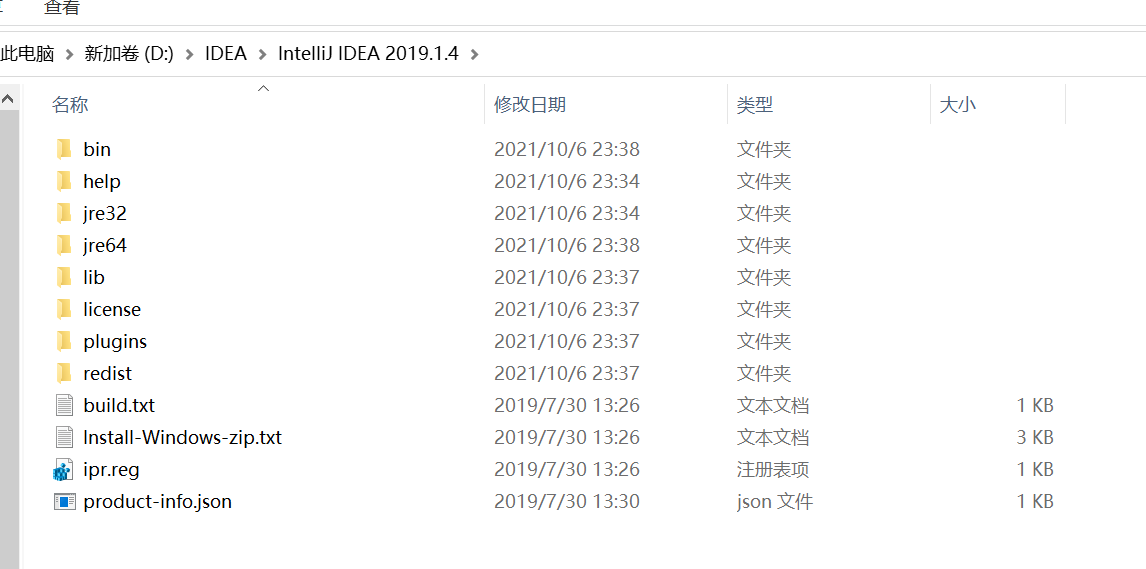 查看
此电脑 > 新加卷 (D:) > IDEA > IntelliJ IDEA 2019.1.4 >
名称 修改日期 类型 大小
bin 2021/10/6 23:38 文件夹
help 2021/10/6 23:34 文件夹
jre32 2021/10/6 23:34 文件夹
jre64 2021/10/6 23:38 文件夹
lib 2021/10/6 23:37 文件夹
license 2021/10/6 23:37 文件夹
plugins 2021/10/6 23:37 文件夹
redist 2021/10/6 23:37 文件夹
build.txt 2019/7/30 13:26 文本文档 1 KB
Install-Windows-zip.txt 2019/7/30 13:26 文本文档 3 KB
ipr.reg 2019/7/30 13:26 注册表项 1 KB
product-info.json 2019/7/30 13:30 json 文件 1 KB